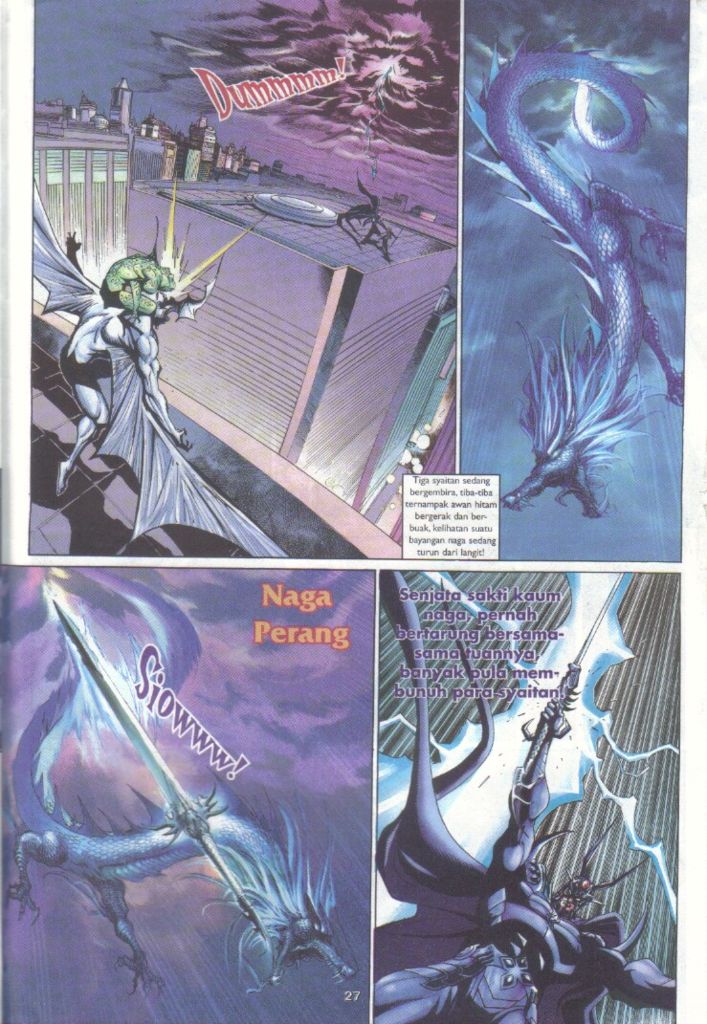 Dummmm!
Tiga syaitan sedang
bergembira, tiba-tiba
ternampak awan hitam
bergerak dan ber-
buak, kelihatan suatu
bayangan naga sedang
turun dari langit!
Naga
Perang
Siowww!
Senjata sakti kaum
naga, pernah
bertarung bersama-
sama tuannya,
banyak pula mem-
bunuh para syaitan!
27